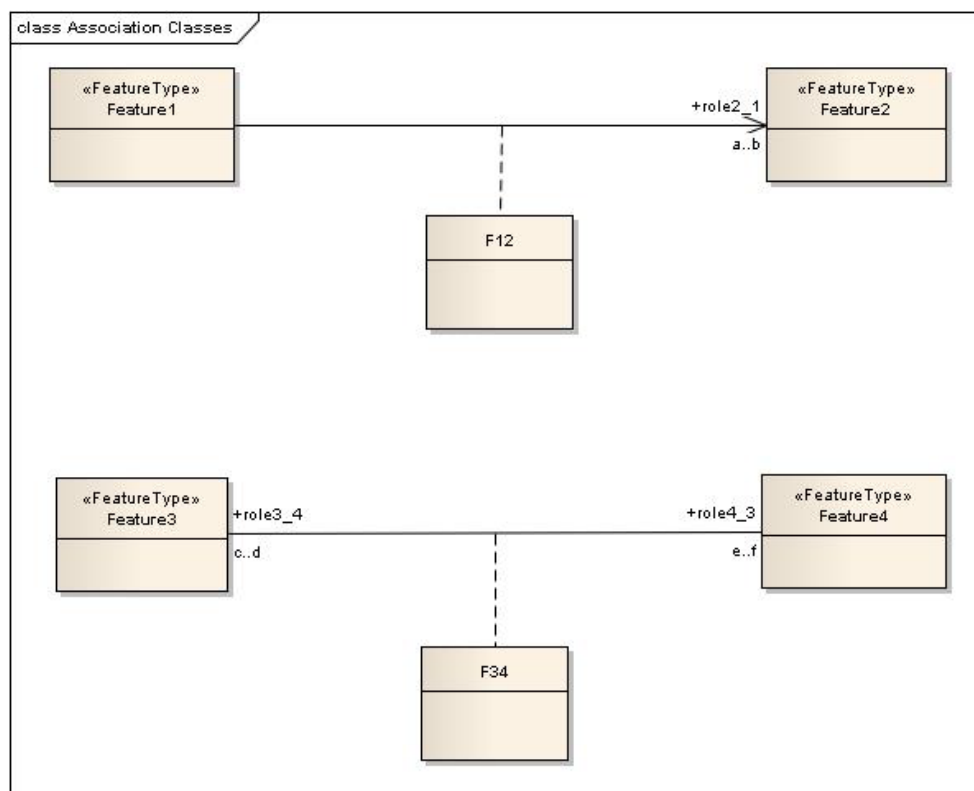 class Association Classes
«FeatureType»
Feature1
+role2_1
a..b
«FeatureType»
Feature2
F12
«FeatureType»
Feature3
+role3_4
c..d
+role4_3
e..f
«FeatureType»
Feature4
F34